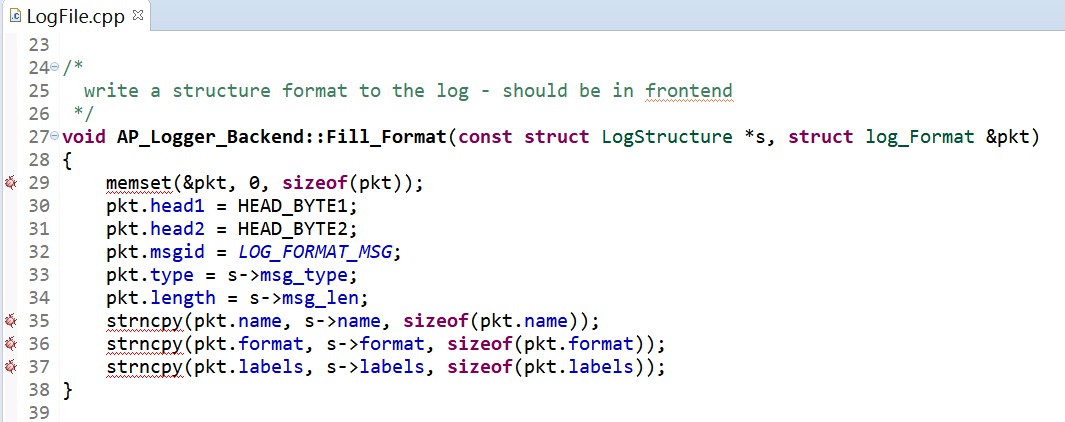 LogFile.cpp
23
24 /*
25   write a structure format to the log - should be in frontend
26  */
27 void AP_Logger_Backend::Fill_Format(const struct LogStructure *s, struct log_Format &pkt)
28 {
29     memset(&pkt, 0, sizeof(pkt));
30     pkt.head1 = HEAD_BYTE1;
31     pkt.head2 = HEAD_BYTE2;
32     pkt.msgid = LOG_FORMAT_MSG;
33     pkt.type = s->msg_type;
34     pkt.length = s->msg_len;
35     strncpy(pkt.name, s->name, sizeof(pkt.name));
36     strncpy(pkt.format, s->format, sizeof(pkt.format));
37     strncpy(pkt.labels, s->labels, sizeof(pkt.labels));
38 }
39